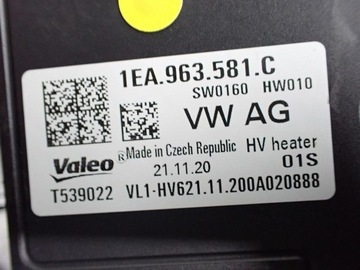 1EA.963.581.C
SW0160 HW010
VW AG
Valeo ® Made in Czech Republic HV heater
21.11.20 01S
T539022 VL1-HV621.11.200A020888